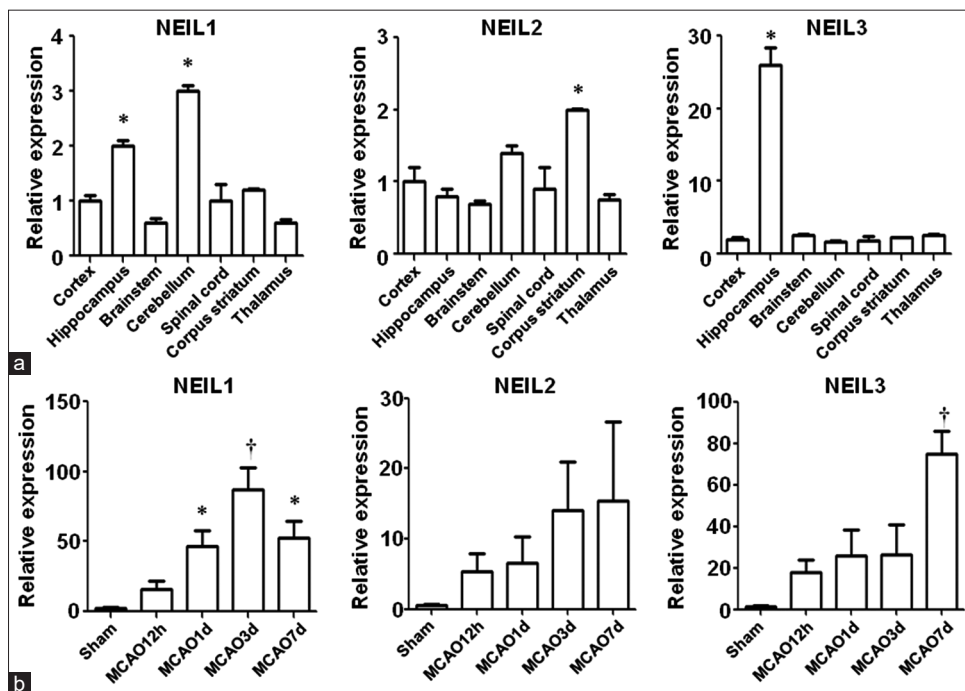 NEIL1
Relative expression
4
3
2
1
0
*
*
Cortex
Hippocampus
Brainstem
Cerebellum
Spinal cord
Corpus striatum
Thalamus
NEIL2
Relative expression
3
2
1
0
*
Cortex
Hippocampus
Brainstem
Cerebellum
Spinal cord
Corpus striatum
Thalamus
NEIL3
Relative expression
30
20
10
0
*
Cortex
Hippocampus
Brainstem
Cerebellum
Spinal cord
Corpus striatum
Thalamus
a
NEIL1
Relative expression
150
100
50
0
*
†
*
Sham
MCAO12h
MCAO1d
MCAO3d
MCAO7d
NEIL2
Relative expression
30
20
10
0
Sham
MCAO12h
MCAO1d
MCAO3d
MCAO7d
NEIL3
Relative expression
100
80
60
40
20
0
†
Sham
MCAO12h
MCAO1d
MCAO3d
MCAO7d
b